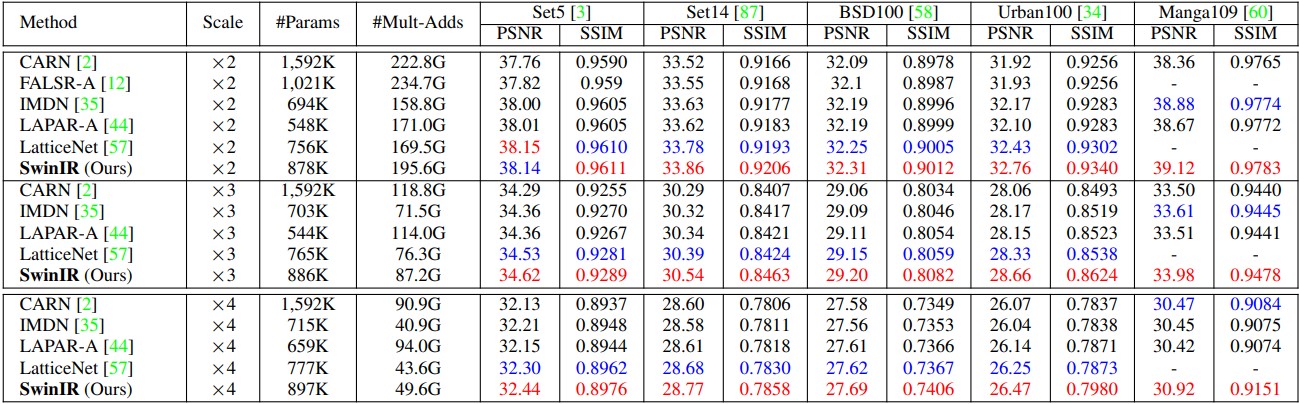 Method Scale #Params #Mult-Adds Set5 [3] Set14 [87] BSD100 [58] Urban100 [34] Manga109 [60]
PSNR SSIM PSNR SSIM PSNR SSIM PSNR SSIM PSNR SSIM
CARN [2] ×2 1,592K 222.8G 37.76 0.9590 33.52 0.9166 32.09 0.8978 31.92 0.9256 38.36 0.9765
FALSR-A [12] ×2 1,021K 234.7G 37.82 0.959 33.55 0.9168 32.1 0.8987 31.93 0.9256 - -
IMDN [35] ×2 694K 158.8G 38.00 0.9605 33.63 0.9177 32.19 0.8996 32.17 0.9283 38.88 0.9774
LAPAR-A [44] ×2 548K 171.0G 38.01 0.9605 33.62 0.9183 32.19 0.8999 32.10 0.9283 38.67 0.9772
LatticeNet [57] ×2 756K 169.5G 38.15 0.9610 33.78 0.9193 32.25 0.9005 32.43 0.9302 - -
SwinIR (Ours) ×2 878K 195.6G 38.14 0.9611 33.86 0.9206 32.31 0.9012 32.76 0.9340 39.12 0.9783
CARN [2] ×3 1,592K 118.8G 34.29 0.9255 30.29 0.8407 29.06 0.8034 28.06 0.8493 33.50 0.9440
IMDN [35] ×3 703K 71.5G 34.36 0.9270 30.32 0.8417 29.09 0.8046 28.17 0.8519 33.61 0.9445
LAPAR-A [44] ×3 544K 114.0G 34.36 0.9267 30.34 0.8421 29.11 0.8054 28.15 0.8523 33.51 0.9441
LatticeNet [57] ×3 765K 76.3G 34.53 0.9281 30.39 0.8424 29.15 0.8059 28.33 0.8538 - -
SwinIR (Ours) ×3 886K 87.2G 34.62 0.9289 30.54 0.8463 29.20 0.8082 28.66 0.8624 33.98 0.9478
CARN [2] ×4 1,592K 90.9G 32.13 0.8937 28.60 0.7806 27.58 0.7349 26.07 0.7837 30.47 0.9084
IMDN [35] ×4 715K 40.9G 32.21 0.8948 28.58 0.7811 27.56 0.7353 26.04 0.7838 30.45 0.9075
LAPAR-A [44] ×4 659K 94.0G 32.15 0.8944 28.61 0.7818 27.61 0.7366 26.14 0.7871 30.42 0.9074
LatticeNet [57] ×4 777K 43.6G 32.30 0.8962 28.68 0.7830 27.62 0.7367 26.25 0.7873 - -
SwinIR (Ours) ×4 897K 49.6G 32.44 0.8976 28.77 0.7858 27.69 0.7406 26.47 0.7980 30.92 0.9151